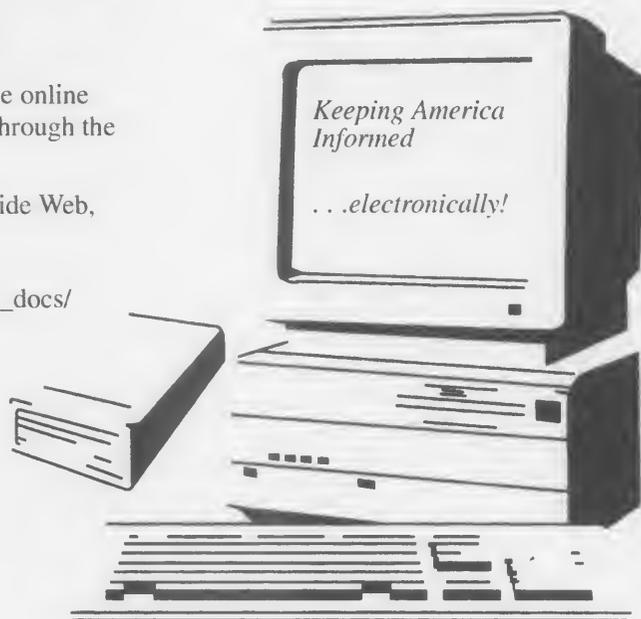 e online
hrough the
ide Web,
_docs/
Keeping America
Informed
. . .electronically!